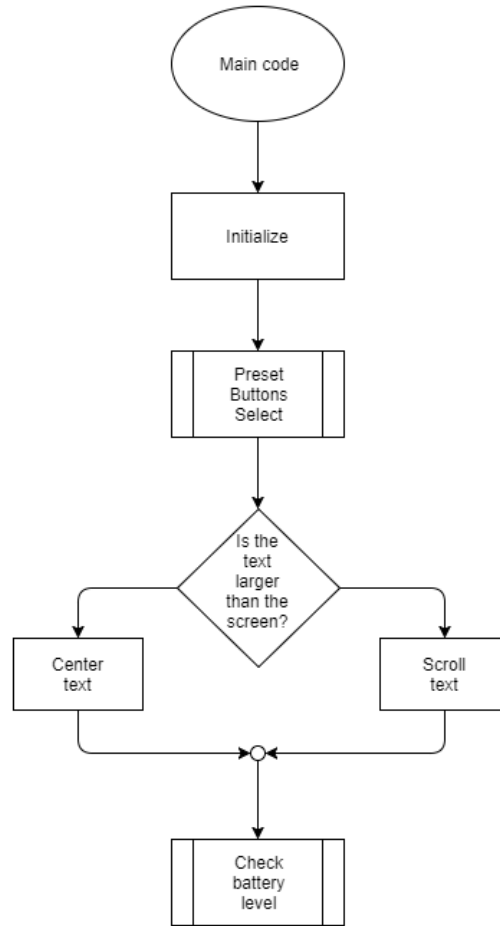 Main code
Initialize
Preset
Buttons
Select
Is the
text
larger
than the
screen?
Center
text
Scroll
text
Check
battery
level